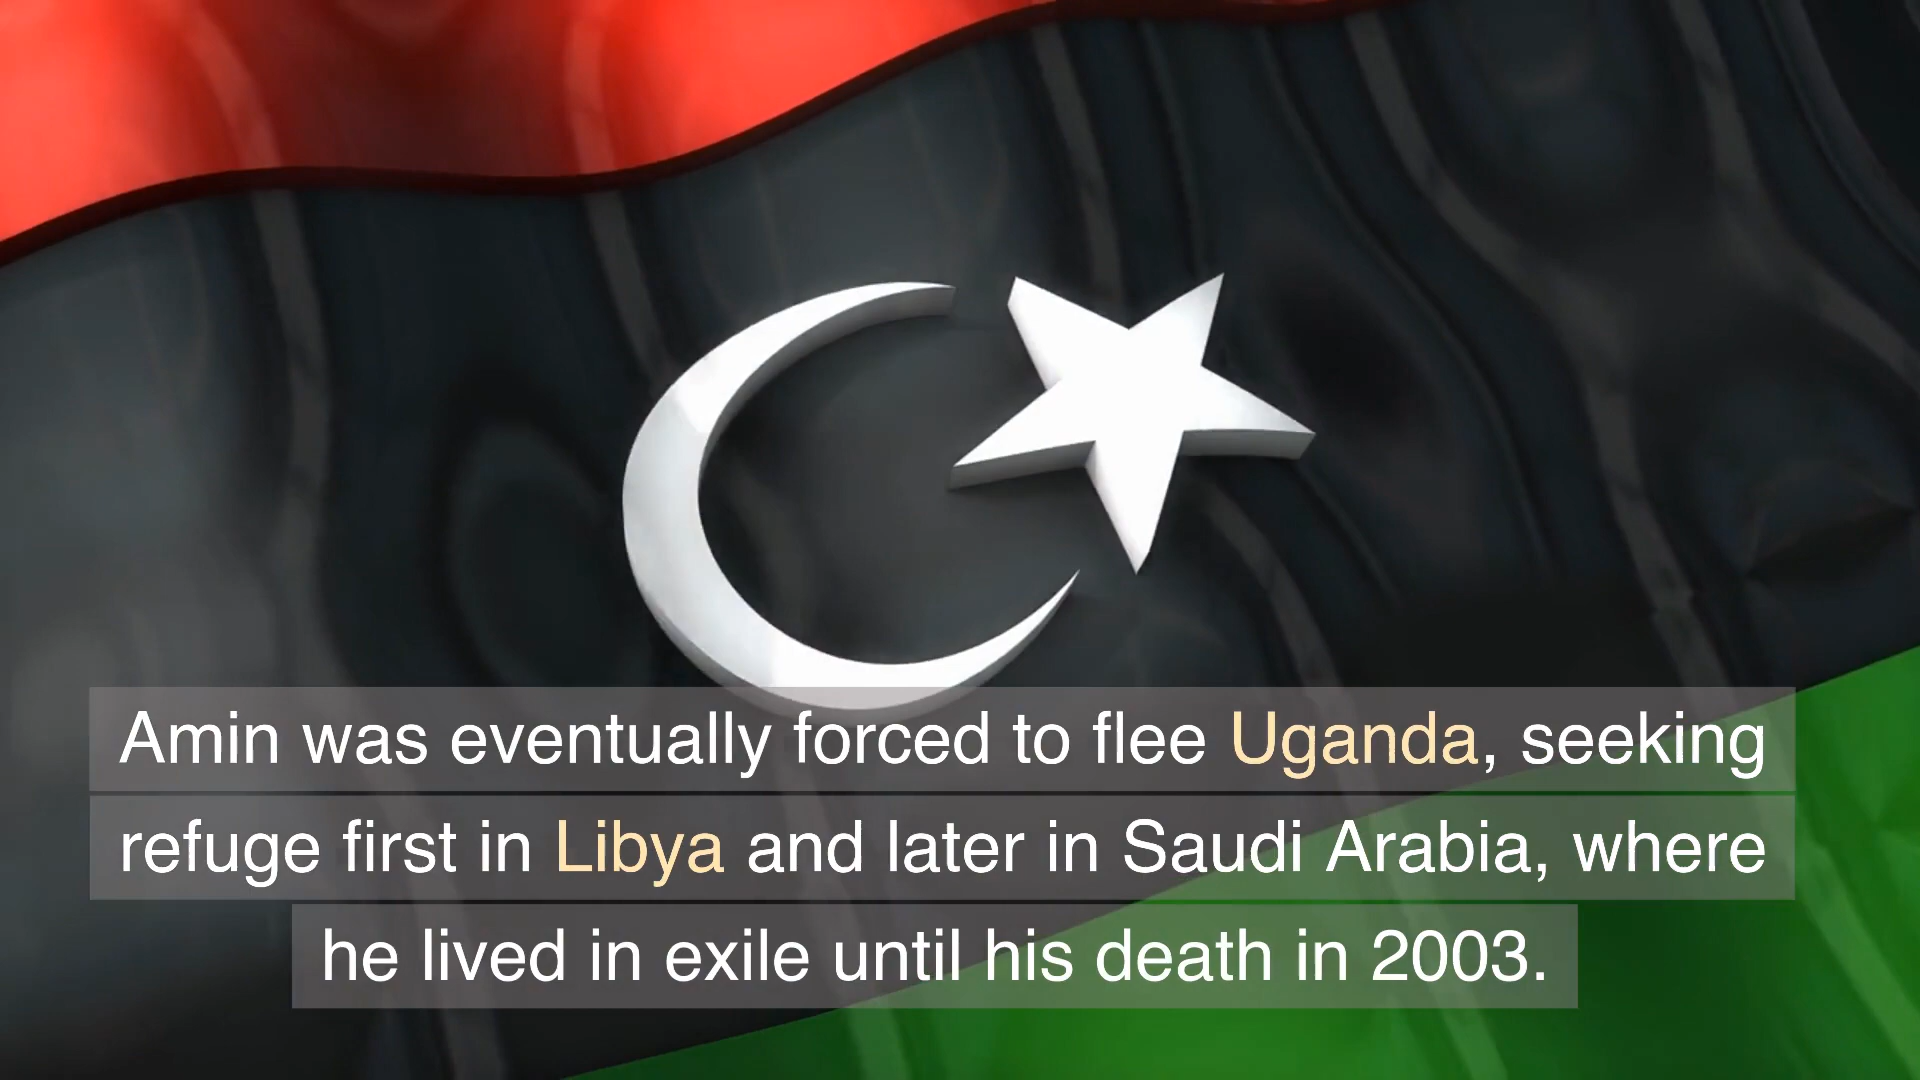 Amin was eventually forced to flee Uganda, seeking
refuge first in Libya and later in Saudi Arabia, where
he lived in exile until his death in 2003.